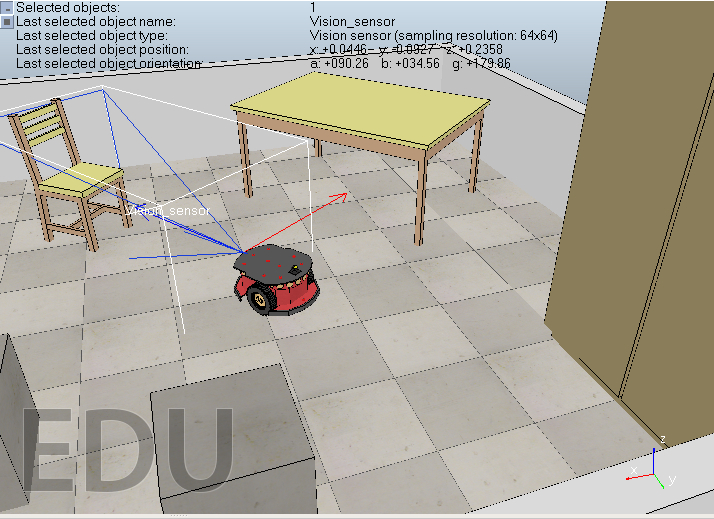 Selected objects: 1
Last selected object name: Vision_sensor
Last selected object type: Vision sensor (sampling resolution: 64x64)
Last selected object position: x: +0.0446 y: -0.0927 z: +0.2358
Last selected object orientation a: +090.26 b: +034.56 g: +179.86
Vision_sensor
EDU
z
x
y